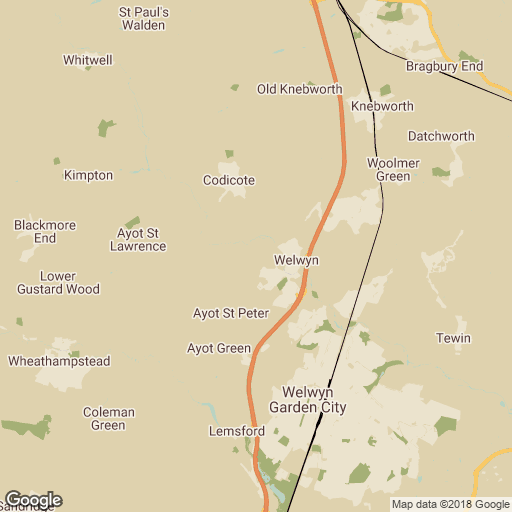 St Paul's
Walden
Whitwell
Bragbury End
Old Knebworth
Knebworth
Datchworth
Woolmer
Green
Kimpton
Codicote
Blackmore
End
Ayot St
Lawrence
Welwyn
Lower
Gustard Wood
Ayot St Peter
Tewin
Ayot Green
Wheathampstead
Welwyn
Garden City
Coleman
Green
Lemsford
Google
Sandridge
Google
Map data ©2018 Google